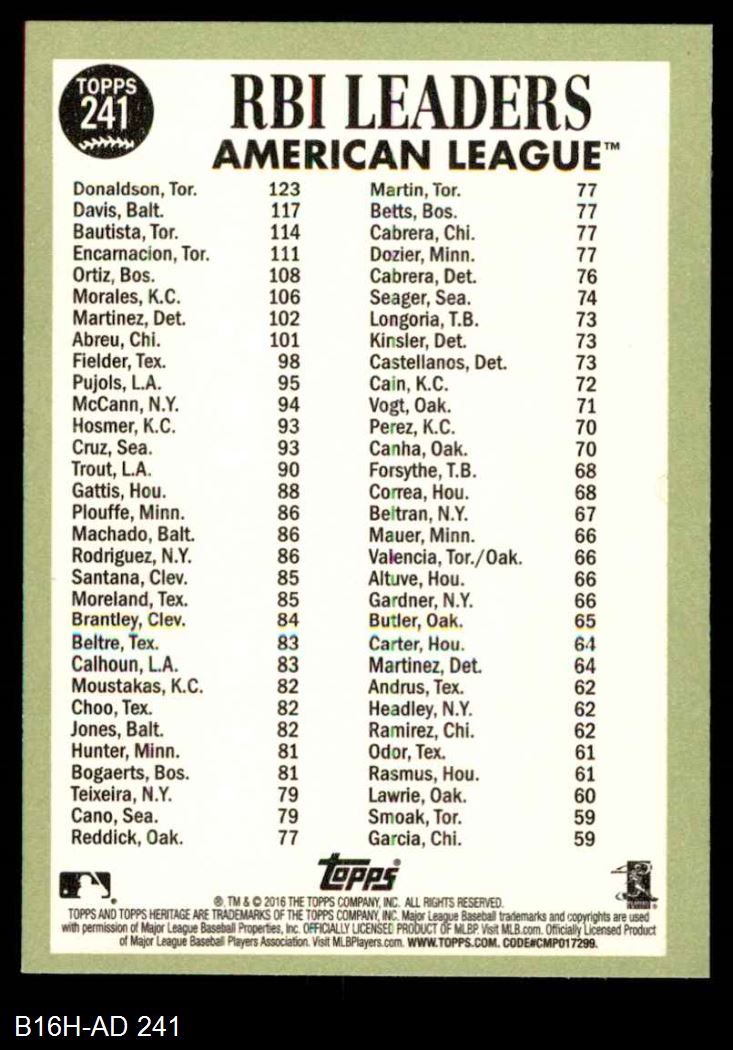 TOPPS
241
RBI LEADERS
AMERICAN LEAGUE™
Donaldson, Tor. 123
Davis, Balt. 117
Bautista, Tor. 114
Encarnacion, Tor. 111
Ortiz, Bos. 108
Morales, K.C. 106
Martinez, Det. 102
Abreu, Chi. 101
Fielder, Tex. 98
Pujols, L.A. 95
McCann, N.Y. 94
Hosmer, K.C. 93
Cruz, Sea. 93
Trout, L.A. 90
Gattis, Hou. 88
Plouffe, Minn. 86
Machado, Balt. 86
Rodriguez, N.Y. 86
Santana, Clev. 85
Moreland, Tex. 85
Brantley, Clev. 84
Beltre, Tex. 83
Calhoun, L.A. 83
Moustakas, K.C. 82
Choo, Tex. 82
Jones, Balt. 82
Hunter, Minn. 81
Bogaerts, Bos. 81
Teixeira, N.Y. 79
Cano, Sea. 79
Reddick, Oak. 77
Martin, Tor. 77
Betts, Bos. 77
Cabrera, Chi. 77
Dozier, Minn. 77
Cabrera, Det. 76
Seager, Sea. 74
Longoria, T.B. 73
Kinsler, Det. 73
Castellanos, Det. 73
Cain, K.C. 72
Vogt, Oak. 71
Perez, K.C. 70
Canha, Oak. 70
Forsythe, T.B. 68
Correa, Hou. 68
Beltran, N.Y. 67
Mauer, Minn. 66
Valencia, Tor./Oak. 66
Altuve, Hou. 66
Gardner, N.Y. 66
Butler, Oak. 65
Carter, Hou. 64
Martinez, Det. 64
Andrus, Tex. 62
Headley, N.Y. 62
Ramirez, Chi. 62
Odor, Tex. 61
Rasmus, Hou. 61
Lawrie, Oak. 60
Smoak, Tor. 59
Garcia, Chi. 59
Topps®
®, TM & © 2016 THE TOPPS COMPANY, INC. ALL RIGHTS RESERVED.
TOPPS AND TOPPS HERITAGE ARE TRADEMARKS OF THE TOPPS COMPANY, INC. Major League Baseball trademarks and copyrights are used
with permission of Major League Baseball Properties, Inc. OFFICIALLY LICENSED PRODUCT OF MLBP. Visit MLB.com. Officially Licensed Product
of Major League Baseball Players Association. Visit MLBPlayers.com. WWW.TOPPS.COM. CODE#CMP017299.
B16H-AD 241